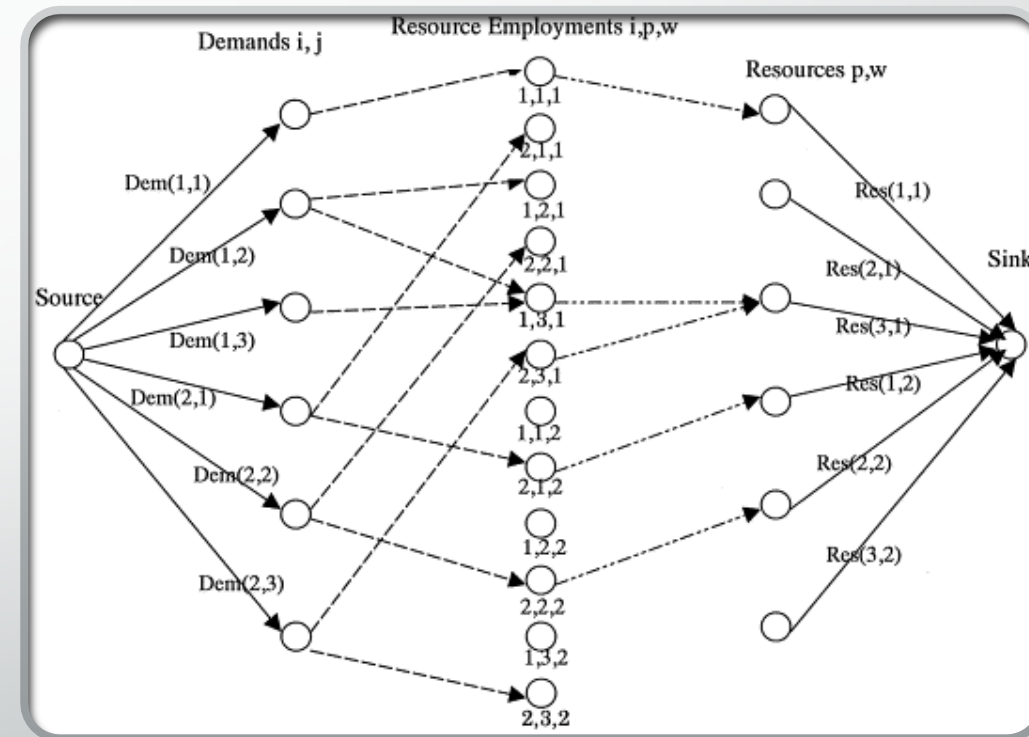 Resource Employments i,p,w
Demands i, j
Resources p,w
1,1,1
2,1,1
Dem(1,1)
Res(1,1)
1,2,1
Dem(1,2)
2,2,1
Res(2,1)
Sink
Source
1,3,1
Res(3,1)
Dem(1,3)
2,3,1
Res(1,2)
Dem(2,1)
1,1,2
Res(2,2)
Dem(2,2)
2,1,2
1,2,2
Res(3,2)
Dem(2,3)
2,2,2
1,3,2
2,3,2